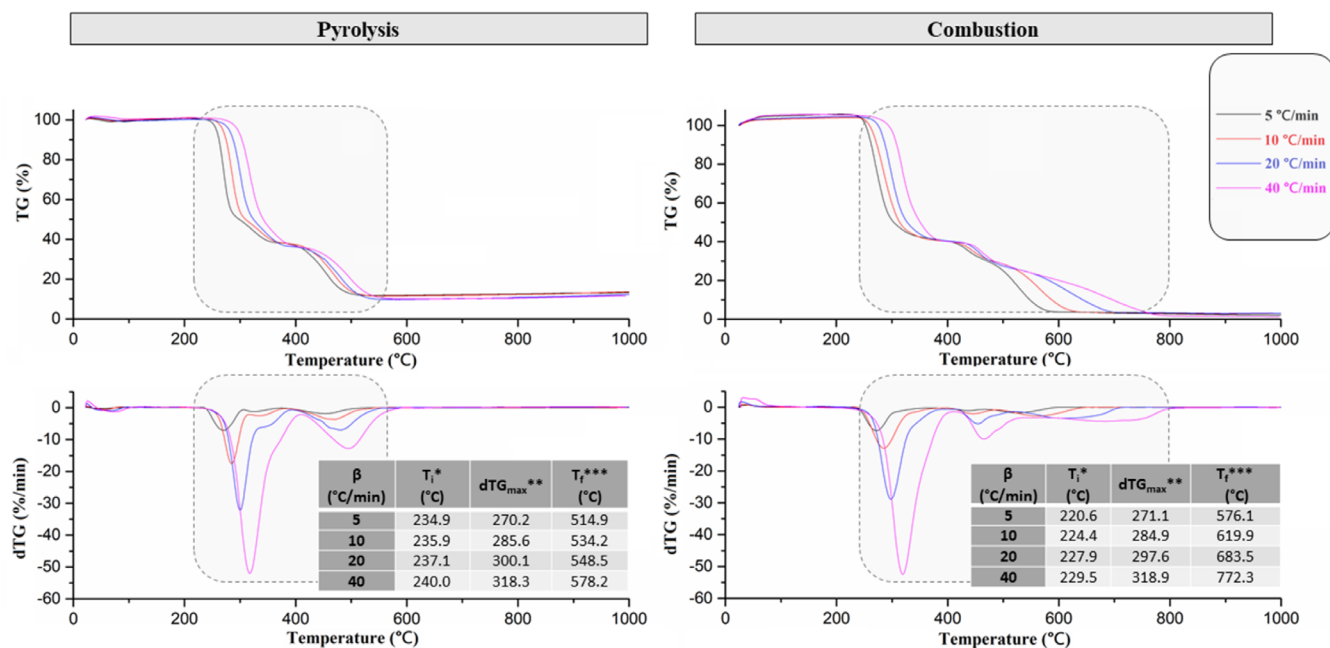 Pyrolysis
Combustion
5 ℃/min
10 ℃/min
20 ℃/min
40 ℃/min
TG (%)
100
80
60
40
20
0
0 200 400 600 800 1000
Temperature (℃)
TG (%)
100
80
60
40
20
0
0 200 400 600 800 1000
Temperature (℃)
dTG (%/min)
0
-10
-20
-30
-40
-50
-60
0 200 400 600 800 1000
Temperature (℃)
β Ti* dTGmax** Tf***
(°C/min) (°C) (°C)
5 234.9 270.2 514.9
10 235.9 285.6 534.2
20 237.1 300.1 548.5
40 240.0 318.3 578.2
dTG (%/min)
0
-10
-20
-30
-40
-50
-60
0 200 400 600 800 1000
Temperature (℃)
β Ti* dTGmax** Tf***
(°C/min) (°C) (°C)
5 220.6 271.1 576.1
10 224.4 284.9 619.9
20 227.9 297.6 683.5
40 229.5 318.9 772.3